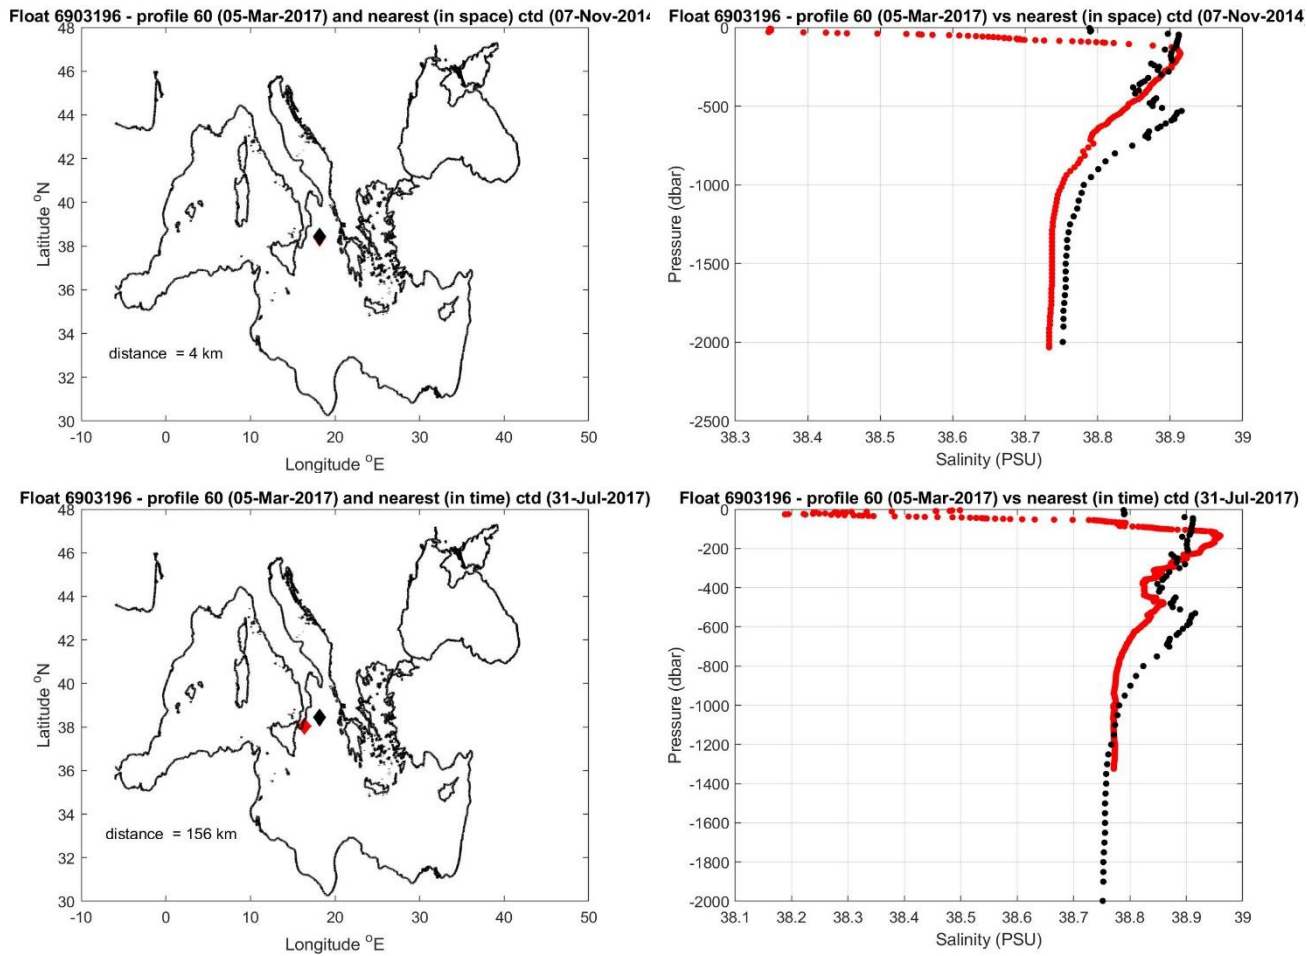 Float 6903196 - profile 60 (05-Mar-2017) and nearest (in space) ctd (07-Nov-2014
48
46
44
42
40
38
36
34
32
30
Latitude °N
distance = 4 km
-10 0 10 20 30 40 50
Longitude °E
Float 6903196 - profile 60 (05-Mar-2017) vs nearest (in space) ctd (07-Nov-2014
0
-500
-1000
-1500
-2000
-2500
Pressure (dbar)
38.3 38.4 38.5 38.6 38.7 38.8 38.9 39
Salinity (PSU)
Float 6903196 - profile 60 (05-Mar-2017) and nearest (in time) ctd (31-Jul-2017)
48
46
44
42
40
38
36
34
32
30
Latitude °N
distance = 156 km
-10 0 10 20 30 40 50
Longitude °E
Float 6903196 - profile 60 (05-Mar-2017) vs nearest (in time) ctd (31-Jul-2017)
0
-200
-400
-600
-800
-1000
-1200
-1400
-1600
-1800
-2000
Pressure (dbar)
38.1 38.2 38.3 38.4 38.5 38.6 38.7 38.8 38.9 39
Salinity (PSU)